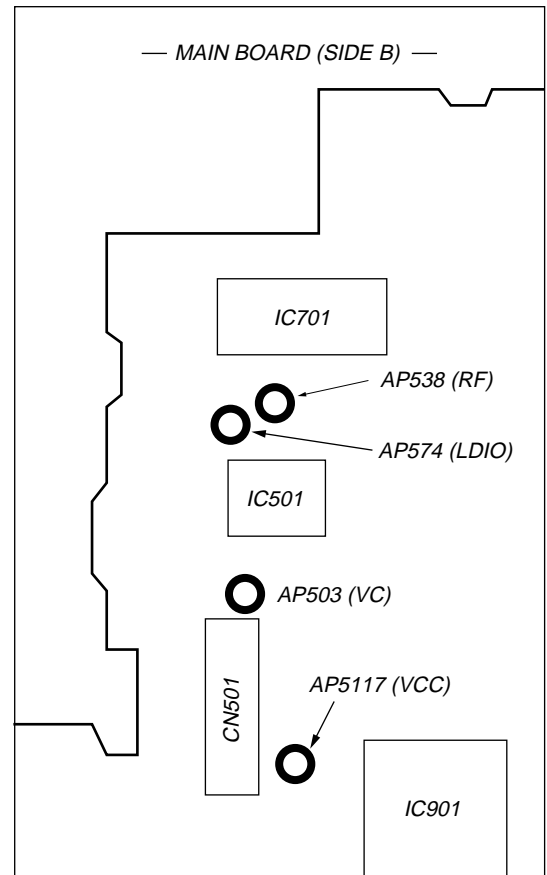 — MAIN BOARD (SIDE B) —
IC701
AP538 (RF)
AP574 (LDIO)
IC501
AP503 (VC)
CN501
AP5117 (VCC)
IC901